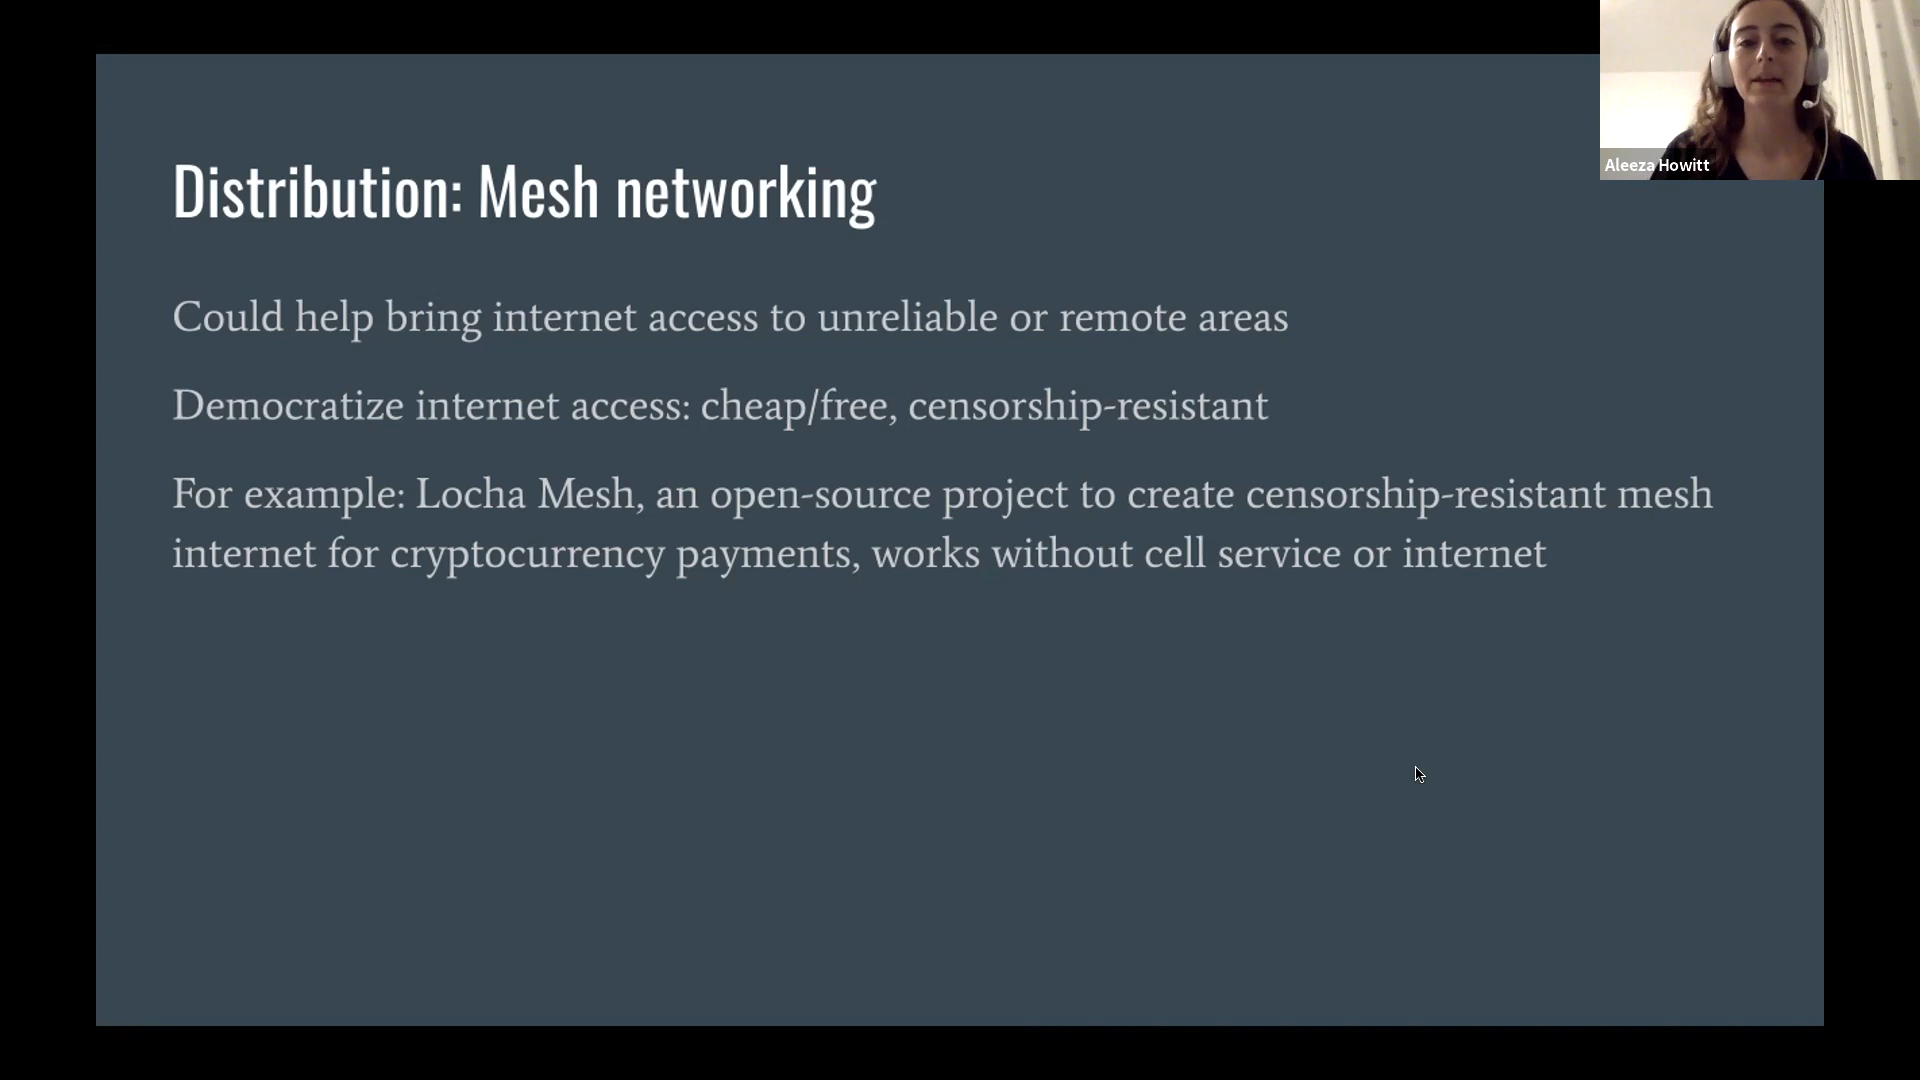 Distribution: Mesh networking
Could help bring internet access to unreliable or remote areas
Democratize internet access: cheap/free, censorship-resistant
For example: Locha Mesh, an open-source project to create censorship-resistant mesh
internet for cryptocurrency payments, works without cell service or internet
Aleeza Howitt